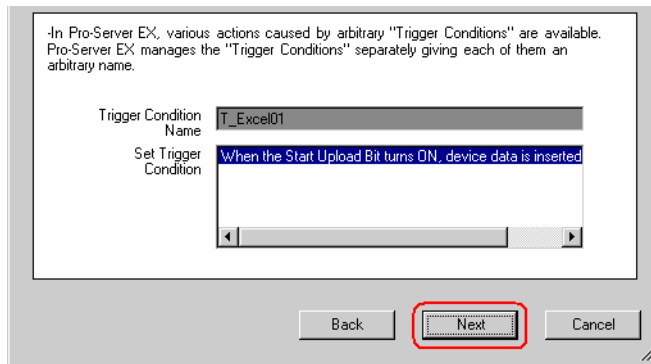 -In Pro-Server EX, various actions caused by arbitrary "Trigger Conditions" are available.
Pro-Server EX manages the "Trigger Conditions" separately giving each of them an
arbitrary name.
Trigger Condition
Name
T_Excel01
Set Trigger
Condition
When the Start Upload Bit turns ON, device data is inserted
Back
Next
Cancel